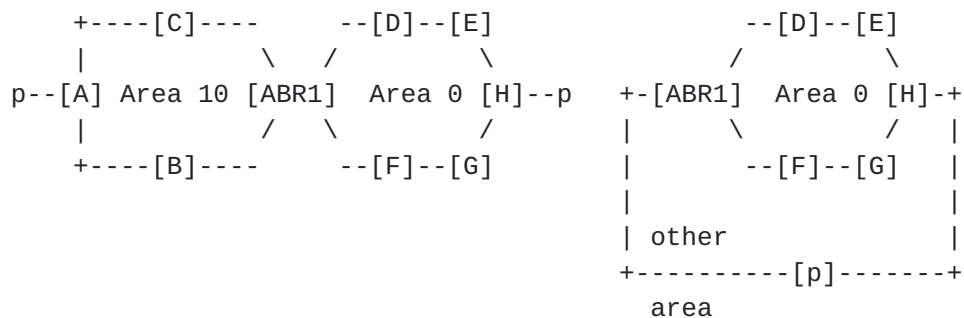 +----[C]----     --[D]--[E]              --[D]--[E]
    |           \   /         \             /         \
p--[A] Area 10 [ABR1]  Area 0 [H]--p   +-[ABR1]  Area 0 [H]-+
    |           /   \         /        |    \         /     |
    +----[B]----     --[F]--[G]        |     --[F]--[G]     |
                                       |                    |
                                       | other              |
                                       +----------[p]-------+
                                         area